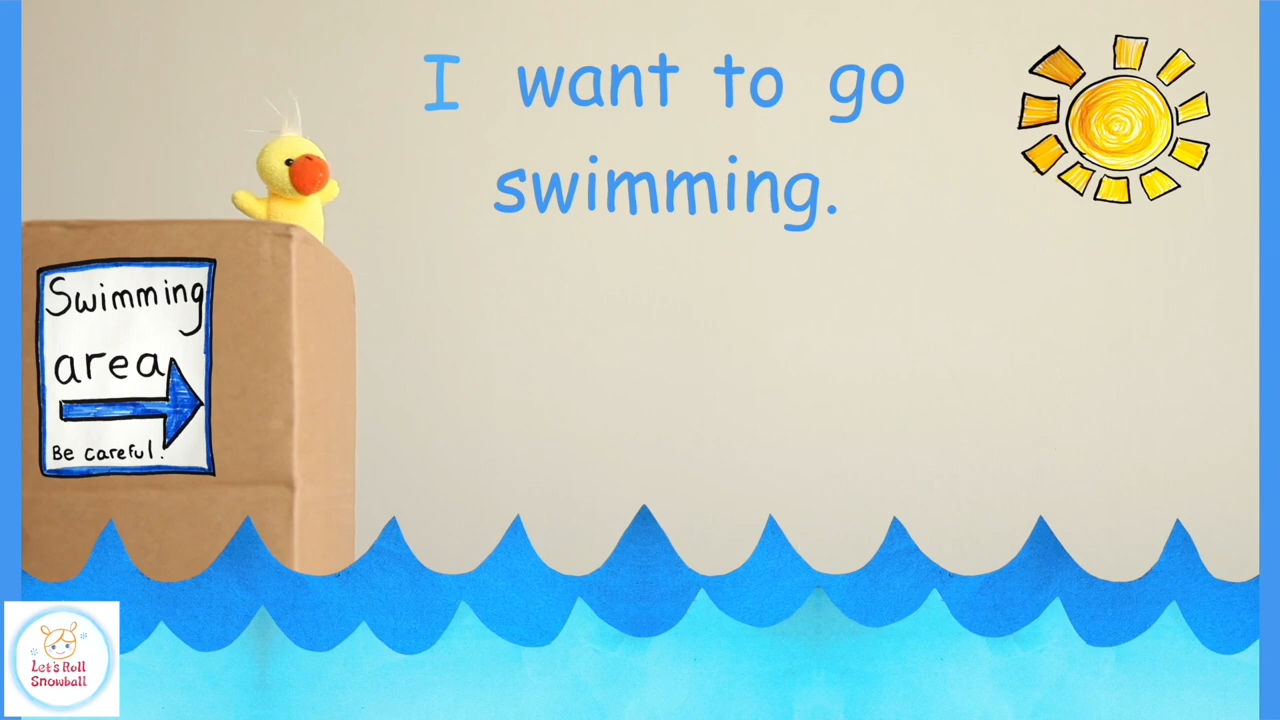 I want to go
swimming.
Swimming
area
Be careful!
Let's Roll
Snowball